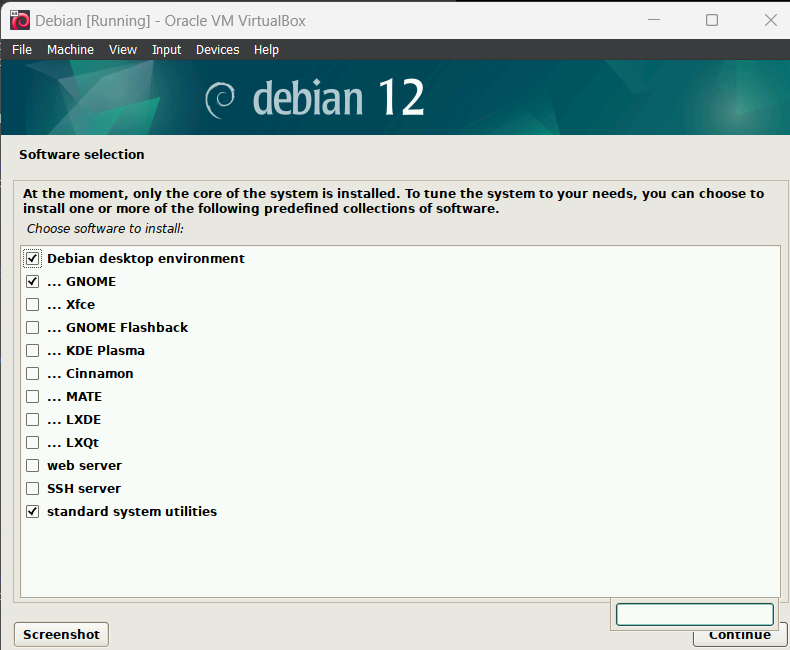 Debian [Running] - Oracle VM VirtualBox
File Machine View Input Devices Help
debian 12
Software selection
At the moment, only the core of the system is installed. To tune the system to your needs, you can choose to
install one or more of the following predefined collections of software.
Choose software to install:
Debian desktop environment
... GNOME
... Xfce
... GNOME Flashback
... KDE Plasma
... Cinnamon
... MATE
... LXDE
... LXQt
web server
SSH server
standard system utilities
Screenshot
Continue